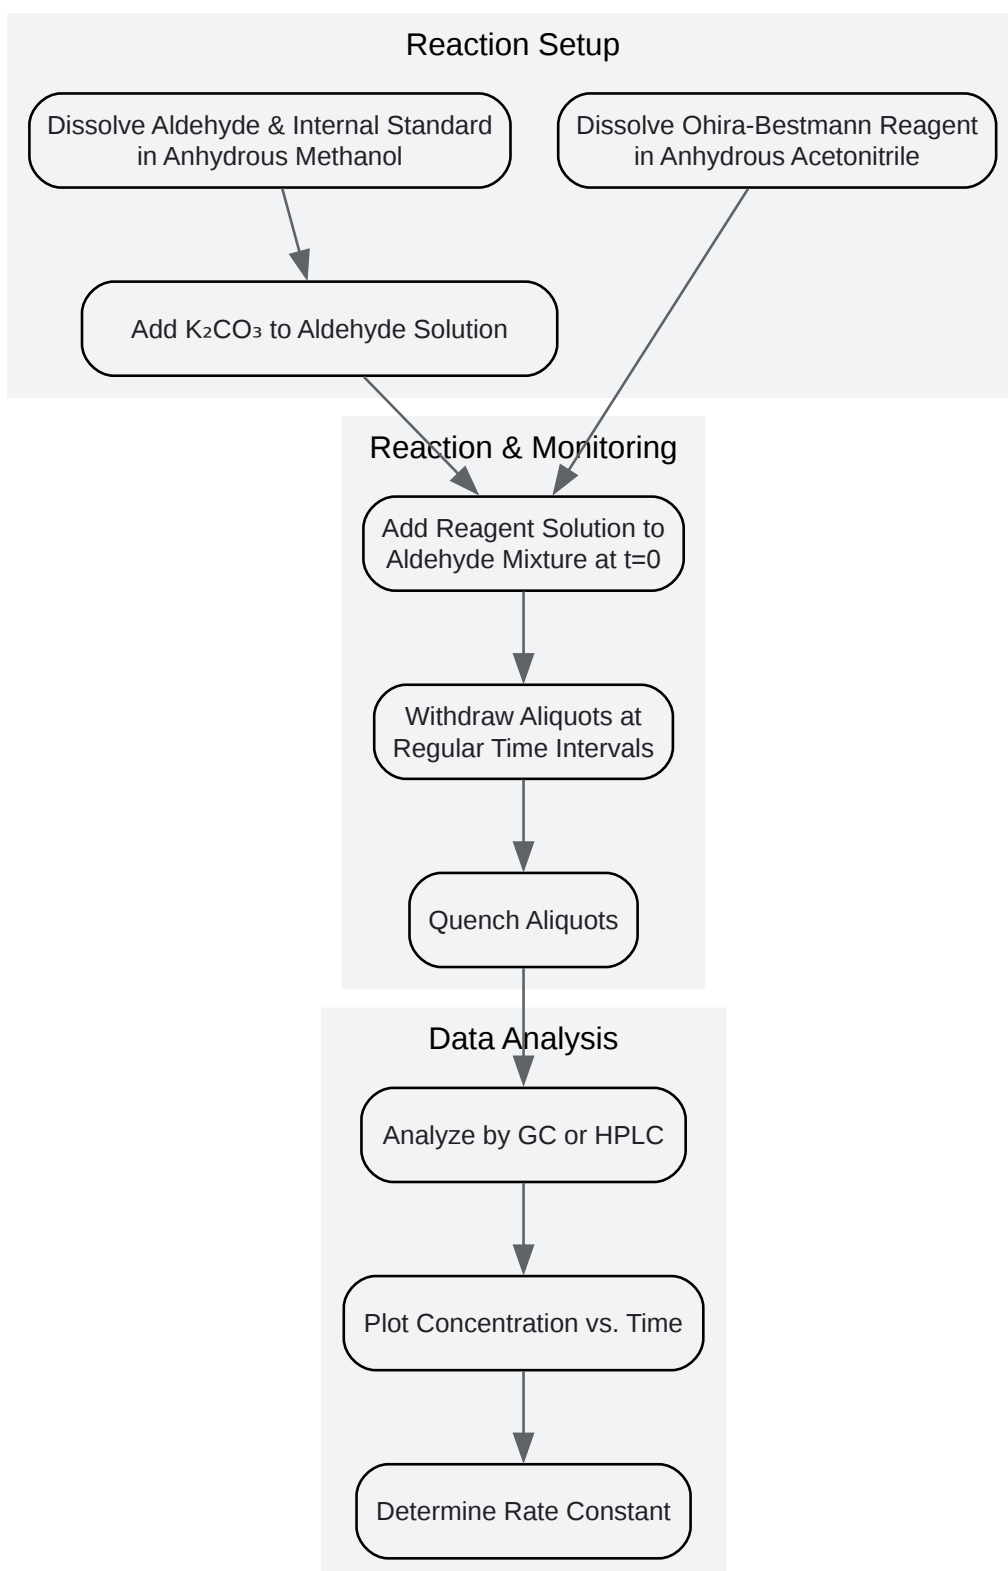 Reaction Setup
Dissolve Aldehyde & Internal Standard
in Anhydrous Methanol
Dissolve Ohira-Bestmann Reagent
in Anhydrous Acetonitrile
Add K₂CO₃ to Aldehyde Solution
Reaction & Monitoring
Add Reagent Solution to
Aldehyde Mixture at t=0
Withdraw Aliquots at
Regular Time Intervals
Quench Aliquots
Data Analysis
Analyze by GC or HPLC
Plot Concentration vs. Time
Determine Rate Constant